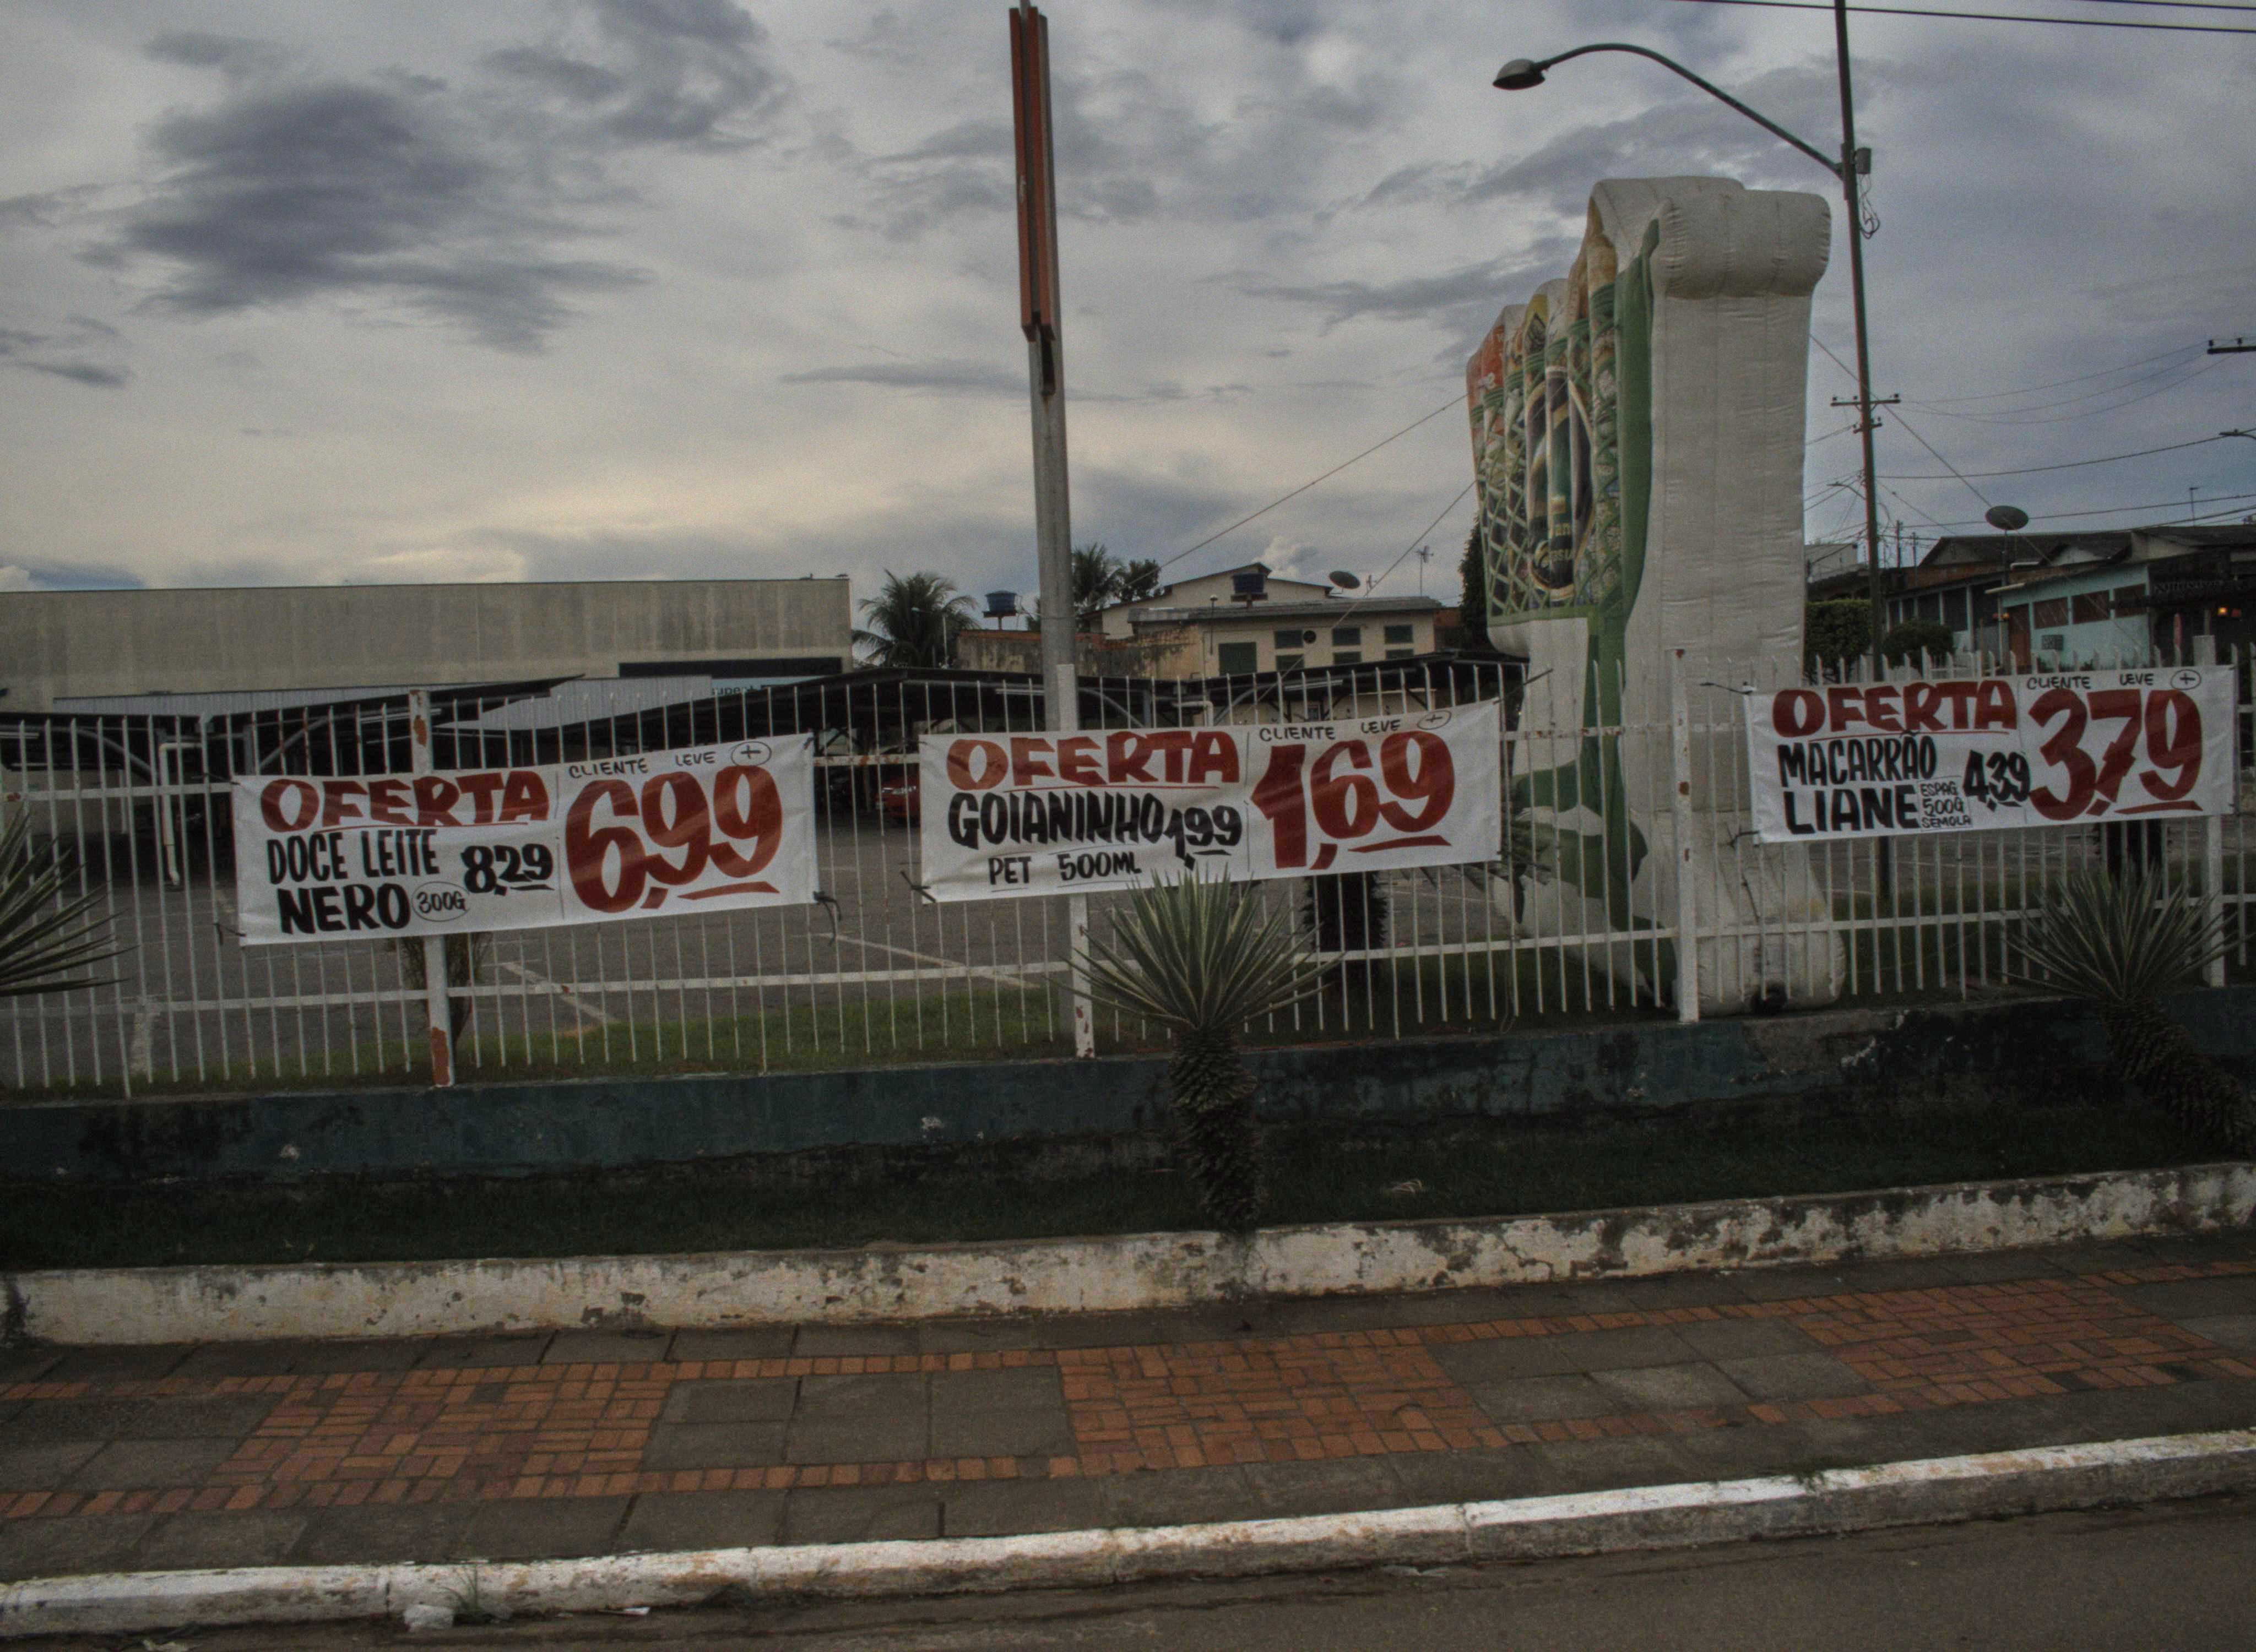 OFERTA
DOCE LEITE
NERO 300G
8,29
CLIENTE LEVE +
6,99
OFERTA
GOIANINHO
PET 500ML
1,99
CLIENTE LEVE +
1,69
OFERTA
MACARRÃO
LIANE
ESPAG
500G
SEMOLA
4,39
CLIENTE LEVE +
3,79